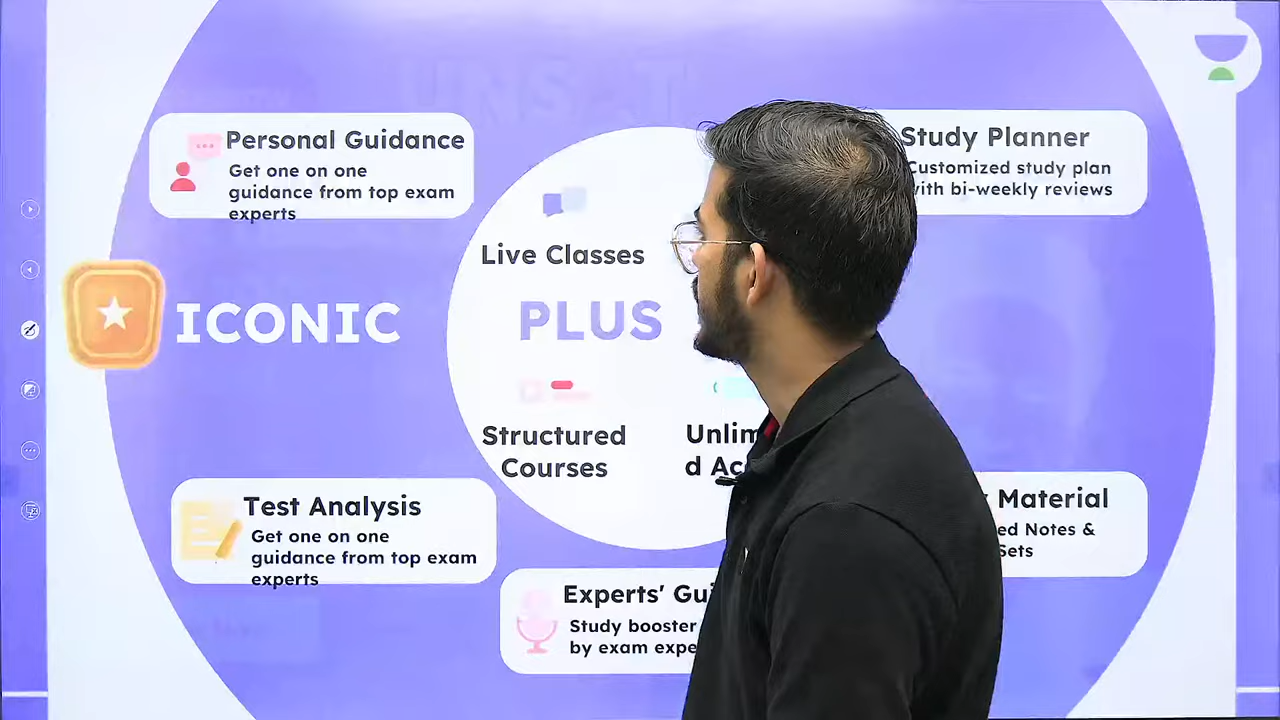 Personal Guidance
Get one on one
guidance from top exam
experts
Study Planner
Customized study plan
with bi-weekly reviews
Live Classes
ICONIC
PLUS
Structured
Courses
Test Analysis
Get one on one
guidance from top exam
experts
Material
Notes &
Sets
Experts'
Study booster
by exam